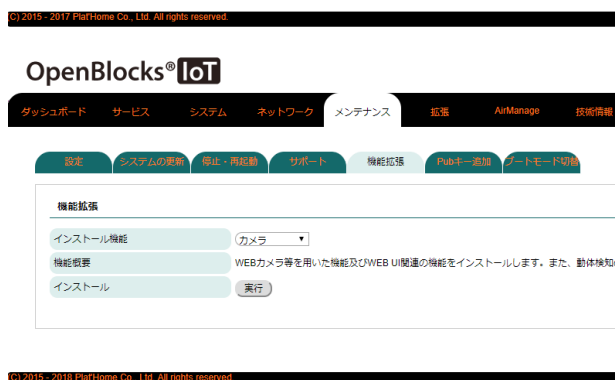 (C) 2015 - 2017 Plat'Home Co., Ltd. All rights reserved.
OpenBlocks® IoT
ダッシュボード サービス システム ネットワーク メンテナンス 拡張 AirManage 技術情報
設定 システムの更新 停止・再起動 サポート 機能拡張 Pubキー追加 ブートモード切替
機能拡張
インストール機能 カメラ
機能概要 WEBカメラ等を用いた機能及びWEB UI関連の機能をインストールします。また、動体検知
インストール 実行
(C) 2015 - 2018 Plat'Home Co., Ltd. All rights reserved.